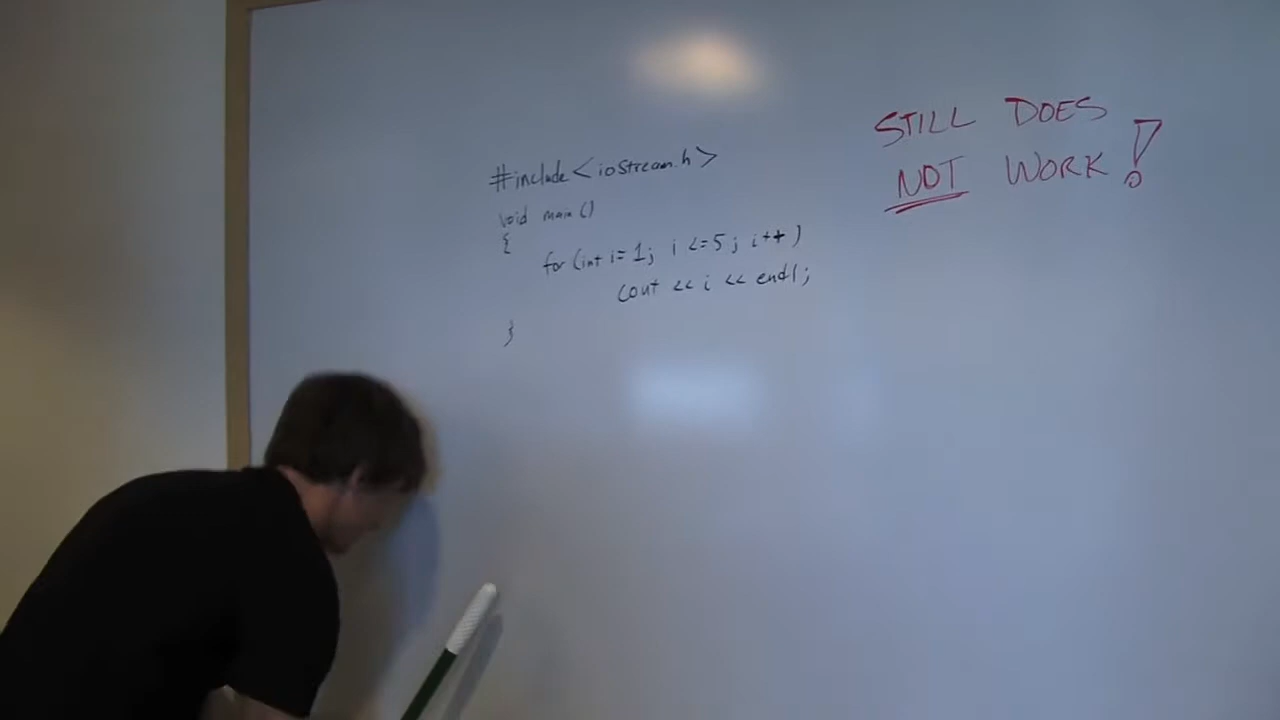 #include<iostream.h>
void main()
{
for (int i=1; i <=5; i++)
cout << i << endl;
}
STILL DOES
NOT WORK!